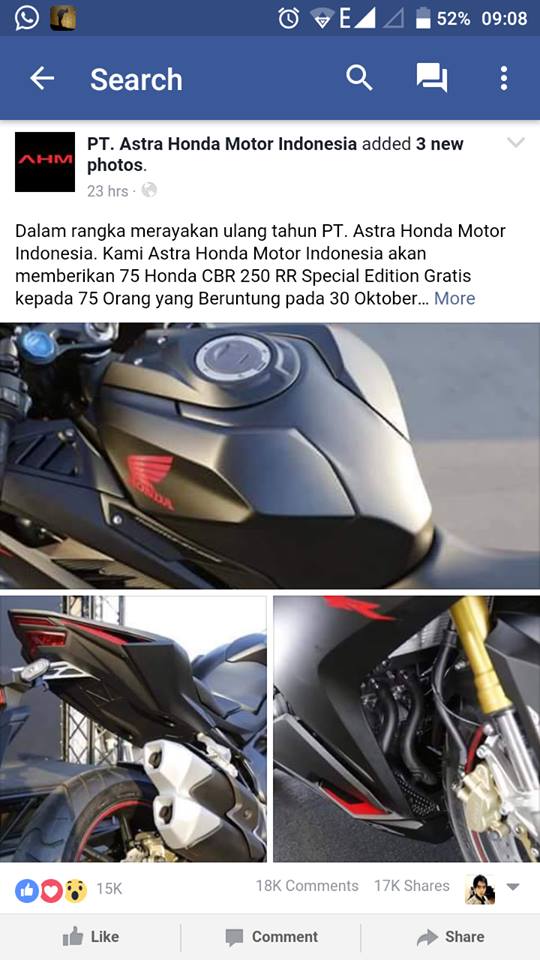 E 52% 09:08
Search
AHM
PT. Astra Honda Motor Indonesia added 3 new
photos.
23 hrs ·
Dalam rangka merayakan ulang tahun PT. Astra Honda Motor
Indonesia. Kami Astra Honda Motor Indonesia akan
memberikan 75 Honda CBR 250 RR Special Edition Gratis
kepada 75 Orang yang Beruntung pada 30 Oktober... More
HONDA
15K
18K Comments 17K Shares
Like Comment Share